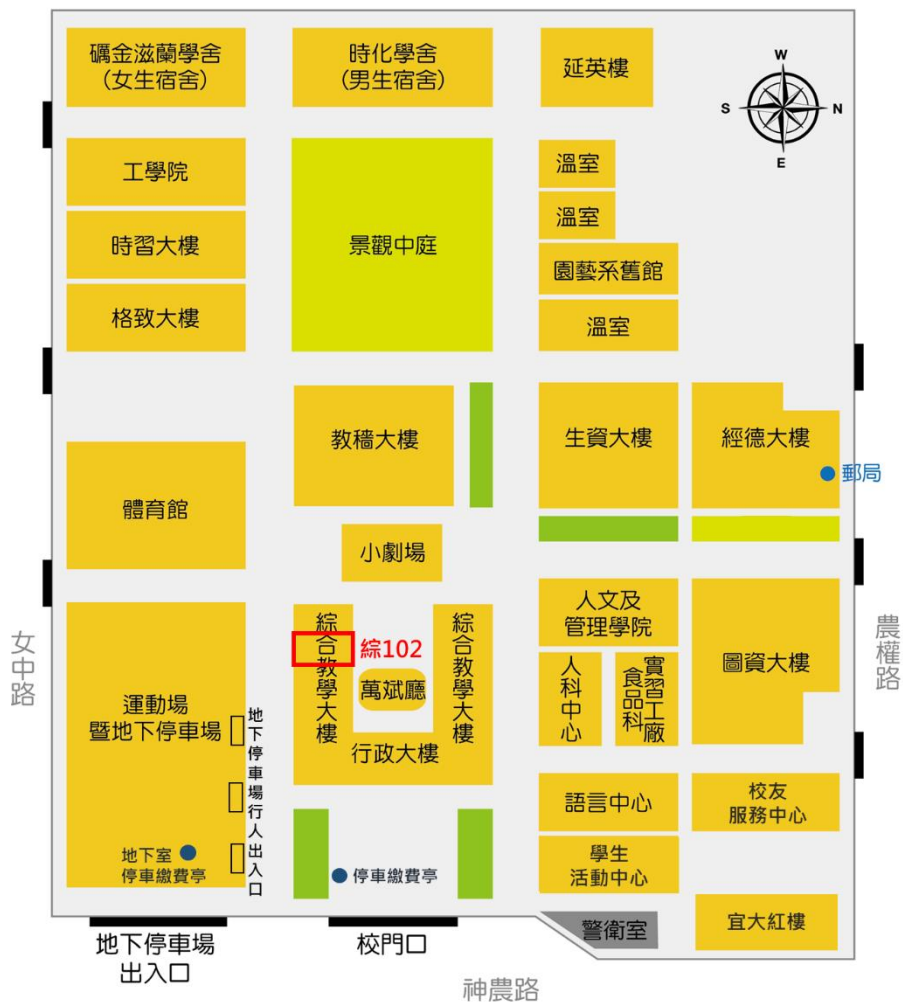 礪金滋蘭學舍
(女生宿舍)
時化學舍
(男生宿舍)
延英樓
W
S
N
E
工學院
時習大樓
格致大樓
景觀中庭
溫室
溫室
園藝系舊館
溫室
教穡大樓
生資大樓
經德大樓
郵局
體育館
小劇場
綜合教學大樓
綜102
萬斌廳
綜合教學大樓
行政大樓
人文及
管理學院
人科中心
食品科
實習工廠
圖資大樓
女中路
農權路
運動場
暨地下停車場
地下停車場行人出入口
語言中心
校友
服務中心
地下室
停車繳費亭
停車繳費亭
學生
活動中心
警衛室
宜大紅樓
地下停車場
出入口
校門口
神農路